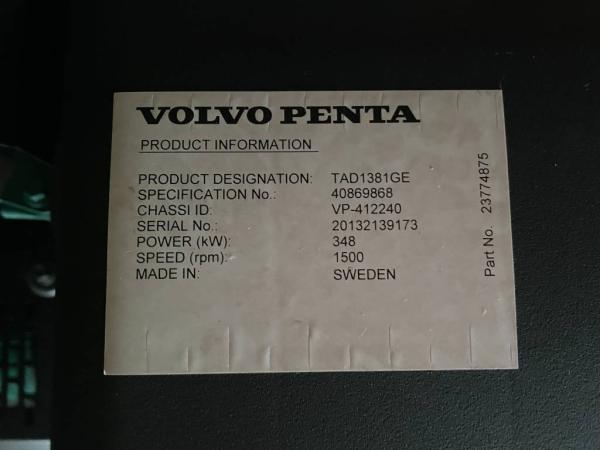 VOLVO PENTA
PRODUCT INFORMATION
PRODUCT DESIGNATION: TAD1381GE
SPECIFICATION No.: 40869868
CHASSI ID: VP-412240
SERIAL No.: 20132139173
POWER (kW): 348
SPEED (rpm): 1500
MADE IN: SWEDEN
Part No. 23774875